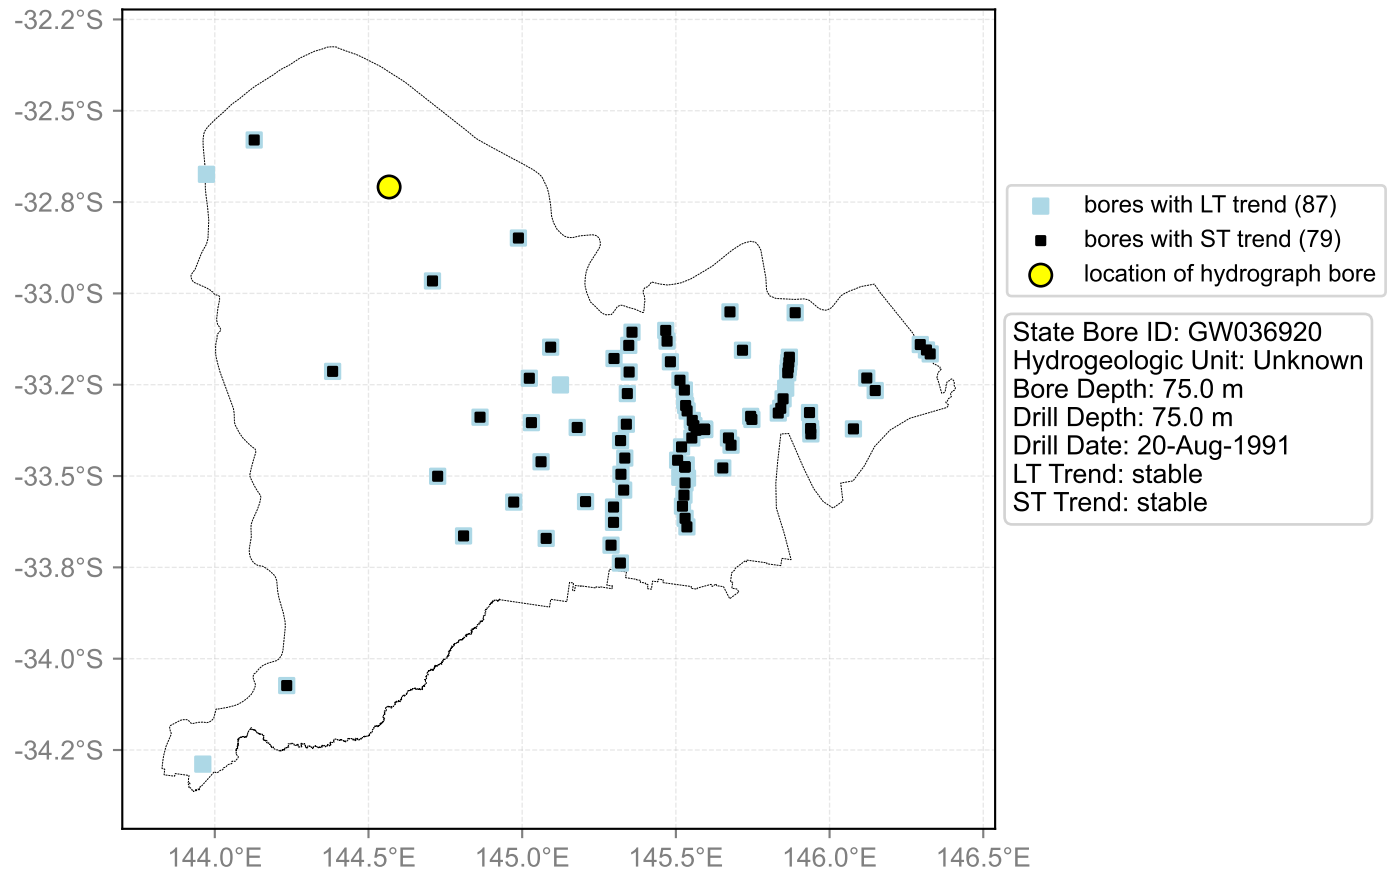 -32.2°S
-32.5°S
-32.8°S
-33.0°S
-33.2°S
-33.5°S
-33.8°S
-34.0°S
-34.2°S
144.0°E
144.5°E
145.0°E
145.5°E
146.0°E
146.5°E
bores with LT trend (87)
bores with ST trend (79)
location of hydrograph bore
State Bore ID: GW036920
Hydrogeologic Unit: Unknown
Bore Depth: 75.0 m
Drill Depth: 75.0 m
Drill Date: 20-Aug-1991
LT Trend: stable
ST Trend: stable